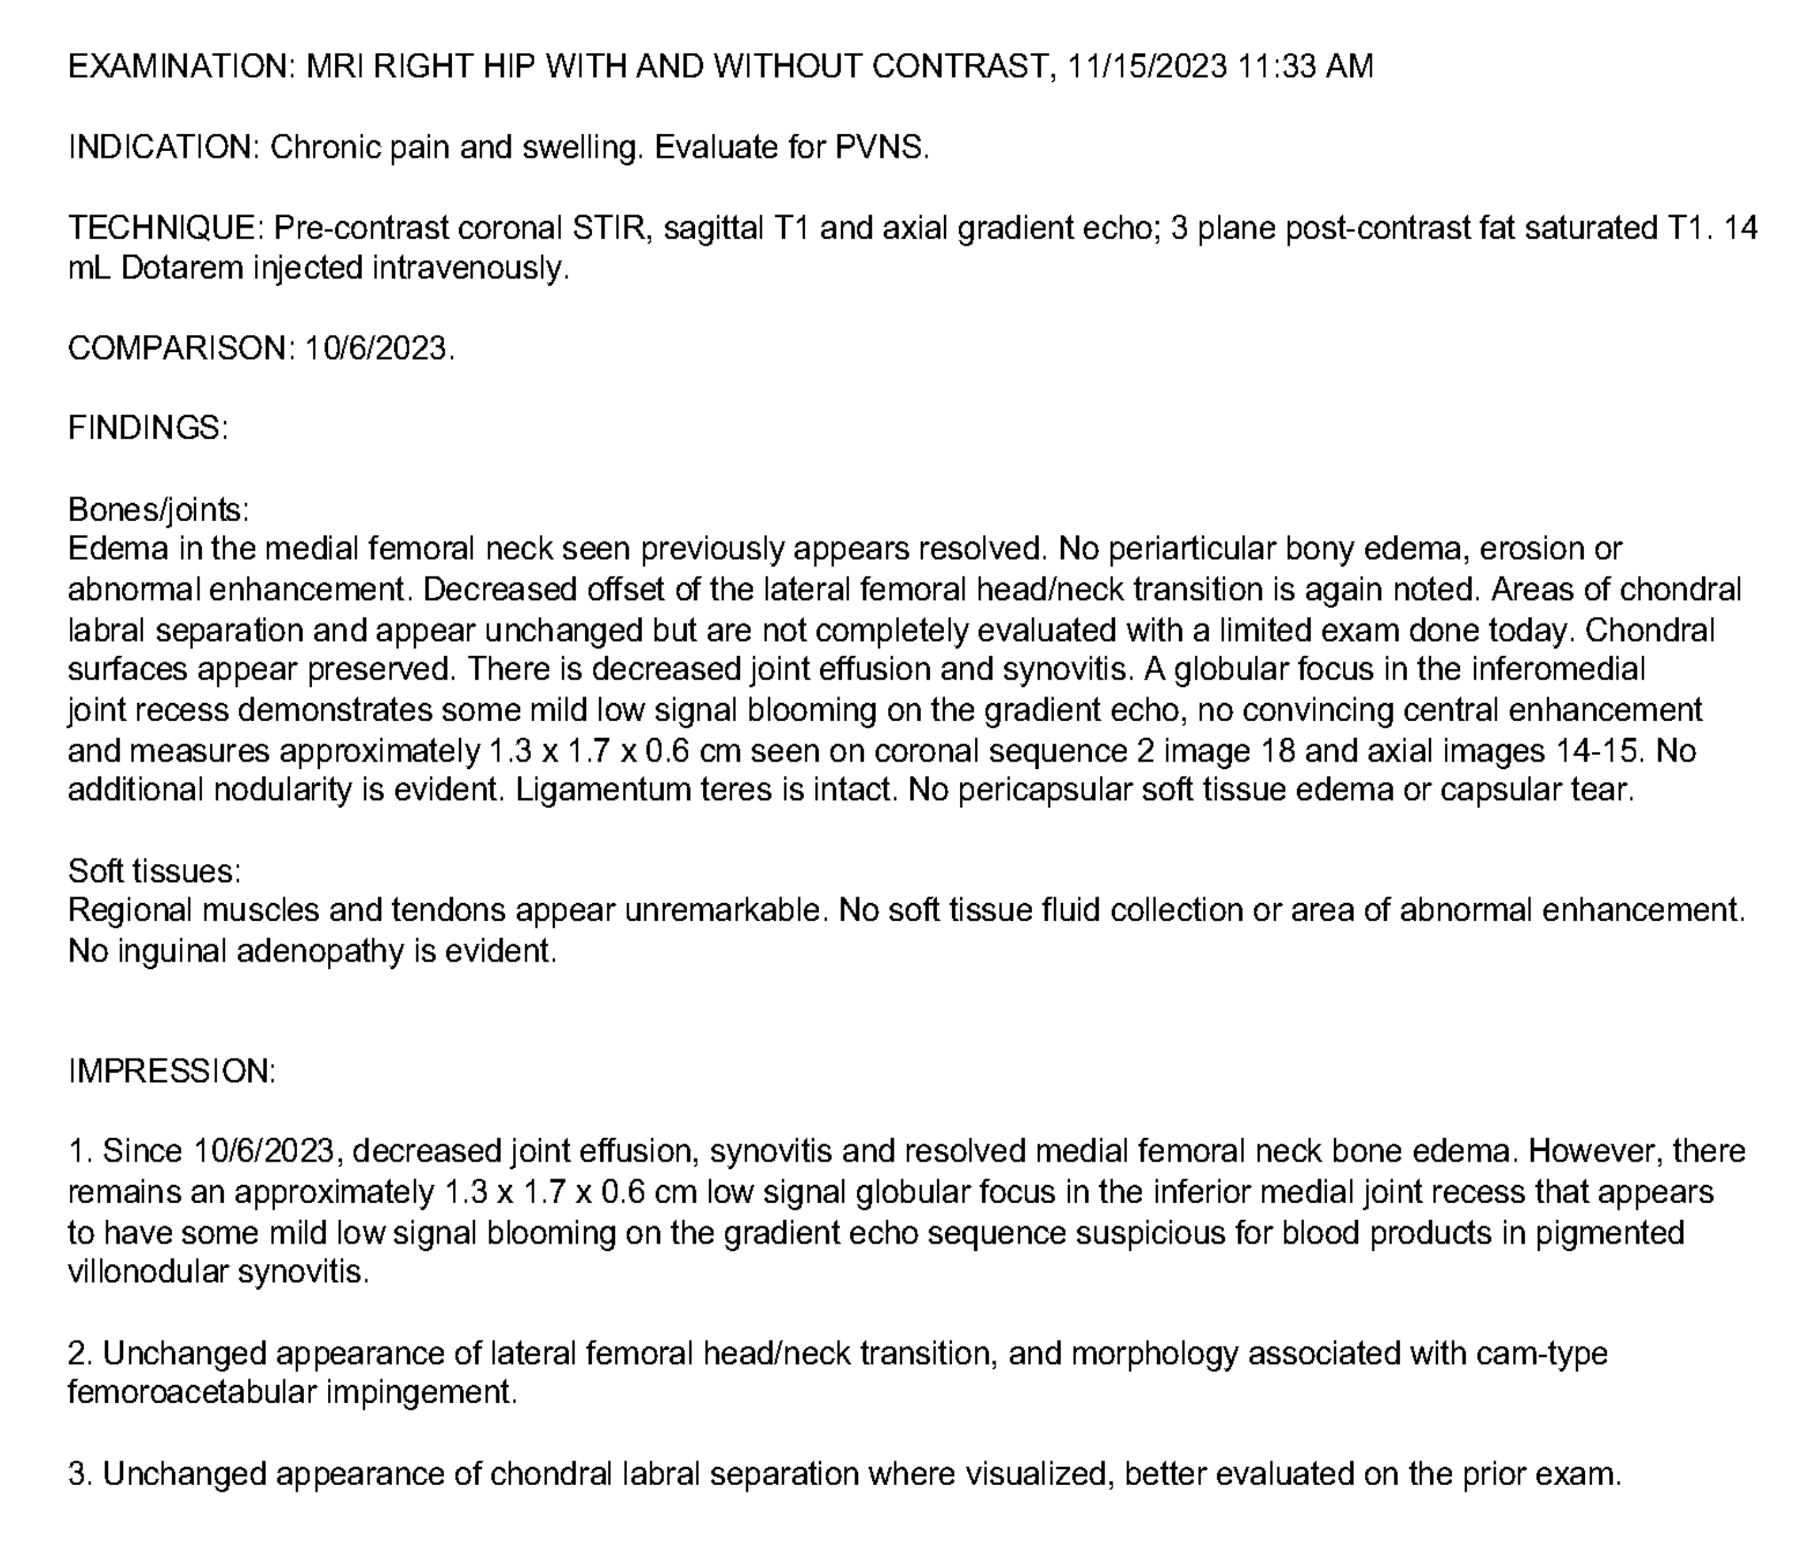 EXAMINATION: MRI RIGHT HIP WITH AND WITHOUT CONTRAST, 11/15/2023 11:33 AM
INDICATION: Chronic pain and swelling. Evaluate for PVNS.
TECHNIQUE: Pre-contrast coronal STIR, sagittal T1 and axial gradient echo; 3 plane post-contrast fat saturated T1. 14
mL Dotarem injected intravenously.
COMPARISON: 10/6/2023.
FINDINGS:
Bones/joints:
Edema in the medial femoral neck seen previously appears resolved. No periarticular bony edema, erosion or
abnormal enhancement. Decreased offset of the lateral femoral head/neck transition is again noted. Areas of chondral
labral separation and appear unchanged but are not completely evaluated with a limited exam done today. Chondral
surfaces appear preserved. There is decreased joint effusion and synovitis. A globular focus in the inferomedial
joint recess demonstrates some mild low signal blooming on the gradient echo, no convincing central enhancement
and measures approximately 1.3 x 1.7 x 0.6 cm seen on coronal sequence 2 image 18 and axial images 14-15. No
additional nodularity is evident. Ligamentum teres is intact. No pericapsular soft tissue edema or capsular tear.
Soft tissues:
Regional muscles and tendons appear unremarkable. No soft tissue fluid collection or area of abnormal enhancement.
No inguinal adenopathy is evident.
IMPRESSION:
1. Since 10/6/2023, decreased joint effusion, synovitis and resolved medial femoral neck bone edema. However, there
remains an approximately 1.3 x 1.7 x 0.6 cm low signal globular focus in the inferior medial joint recess that appears
to have some mild low signal blooming on the gradient echo sequence suspicious for blood products in pigmented
villonodular synovitis.
2. Unchanged appearance of lateral femoral head/neck transition, and morphology associated with cam-type
femoroacetabular impingement.
3. Unchanged appearance of chondral labral separation where visualized, better evaluated on the prior exam.